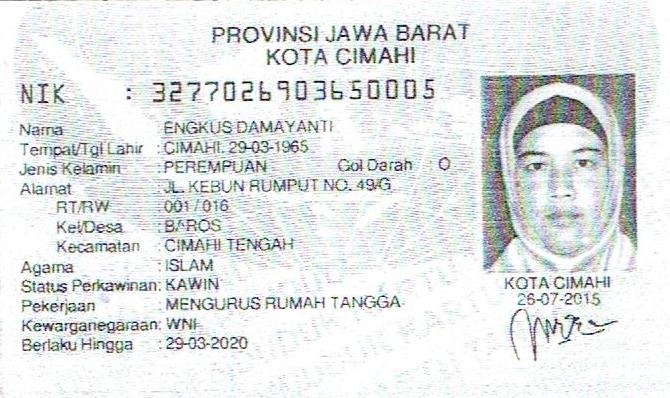 PROVINSI JAWA BARAT
KOTA CIMAHI
NIK : 3277026903650005
Nama : ENGKUS DAMAYANTI
Tempat/Tgl Lahir : CIMAHI, 29-03-1965
Jenis Kelamin : PEREMPUAN Gol Darah : O
Alamat : JL. KEBUN RUMPUT NO. 49/G
RT/RW : 001 / 016
Kel/Desa : BAROS
Kecamatan : CIMAHI TENGAH
Agama : ISLAM
Status Perkawinan: KAWIN
Pekerjaan : MENGURUS RUMAH TANGGA
Kewarganegaraan: WNI
Berlaku Hingga : 29-03-2020
KOTA CIMAHI
26-07-2015